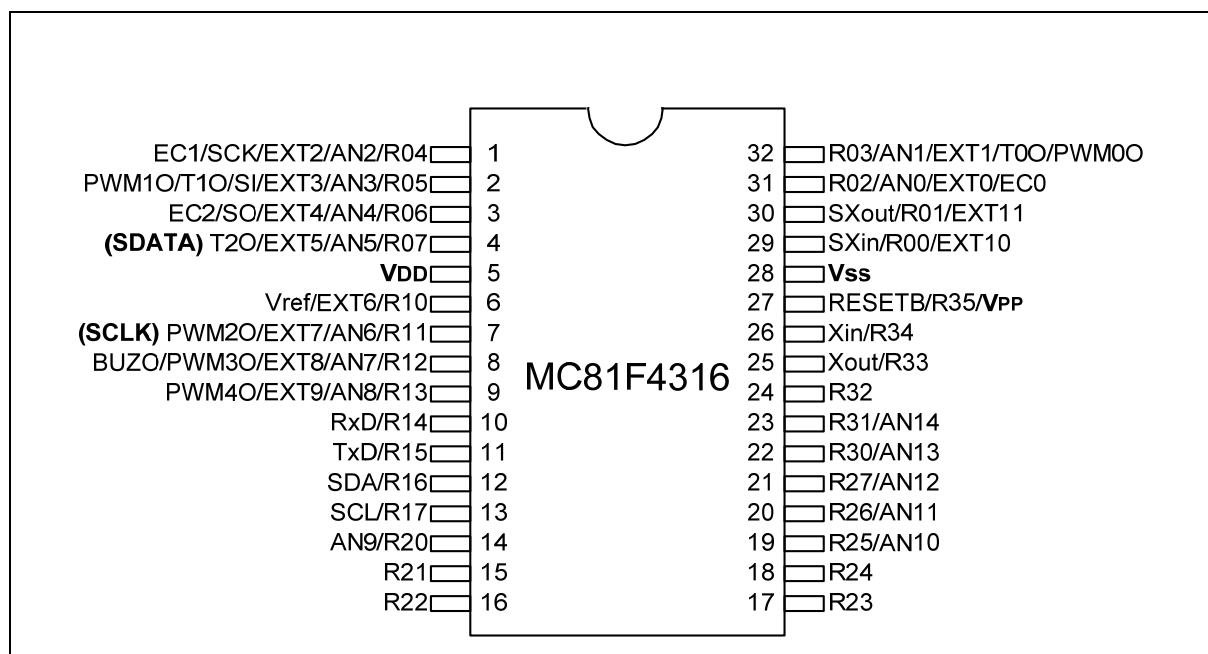 EC1/SCK/EXT2/AN2/R04 1 32 R03/AN1/EXT1/T0O/PWM0O
PWM1O/T1O/SI/EXT3/AN3/R05 2 31 R02/AN0/EXT0/EC0
EC2/SO/EXT4/AN4/R06 3 30 SXout/R01/EXT11
(SDATA) T2O/EXT5/AN5/R07 4 29 SXin/R00/EXT10
VDD 5 28 Vss
Vref/EXT6/R10 6 27 RESETB/R35/VPP
(SCLK) PWM2O/EXT7/AN6/R11 7 26 Xin/R34
BUZO/PWM3O/EXT8/AN7/R12 8 25 Xout/R33
MC81F4316
PWM4O/EXT9/AN8/R13 9 24 R32
RxD/R14 10 23 R31/AN14
TxD/R15 11 22 R30/AN13
SDA/R16 12 21 R27/AN12
SCL/R17 13 20 R26/AN11
AN9/R20 14 19 R25/AN10
R21 15 18 R24
R22 16 17 R23